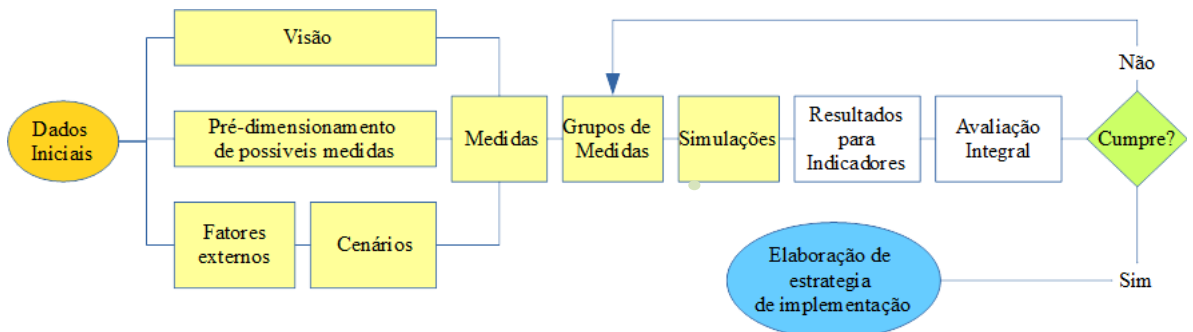 Visão
Dados
Iniciais
Pré-dimensionamento
de possíveis medidas
Fatores
externos
Cenários
Medidas
Grupos de
Medidas
Simulações
Resultados
para
Indicadores
Avaliação
Integral
Cumpre?
Não
Sim
Elaboração de
estrategia
de implementação